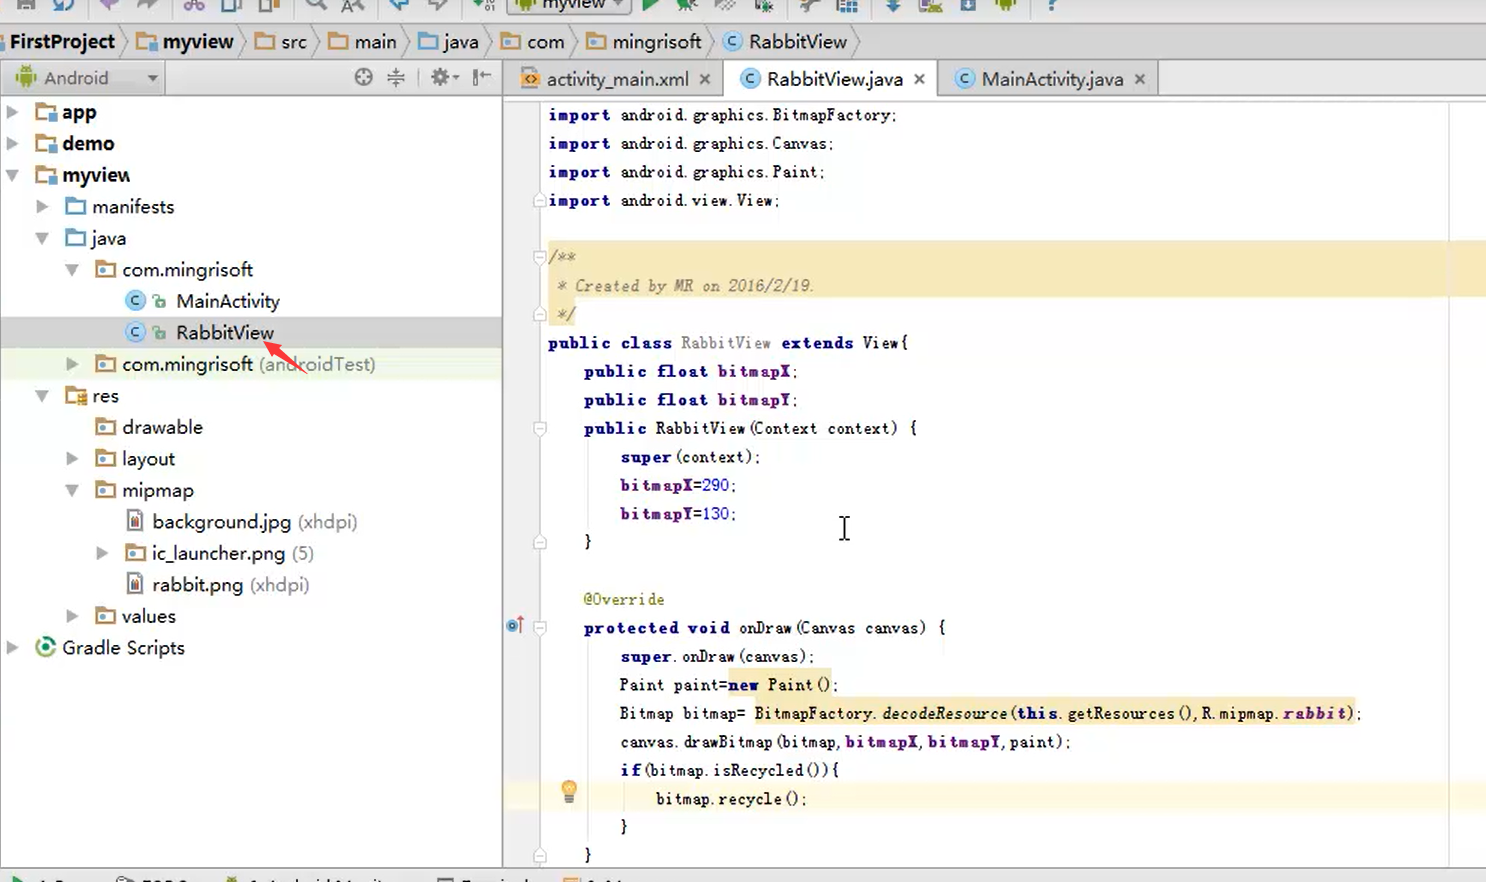 myview
FirstProject myview src main java com mingrisoft RabbitView
Android
activity_main.xml RabbitView.java MainActivity.java
app
demo
myview
manifests
java
com.mingrisoft
MainActivity
RabbitView
com.mingrisoft (androidTest)
res
drawable
layout
mipmap
background.jpg (xhdpi)
ic_launcher.png (5)
rabbit.png (xhdpi)
values
Gradle Scripts
import android.graphics.BitmapFactory;
import android.graphics.Canvas;
import android.graphics.Paint;
import android.view.View;
/**
* Created by MR on 2016/2/19.
*/
public class RabbitView extends View{
public float bitmapX;
public float bitmapY;
public RabbitView(Context context) {
super(context);
bitmapX=290;
bitmapY=130;
}
@Override
protected void onDraw(Canvas canvas) {
super.onDraw(canvas);
Paint paint=new Paint();
Bitmap bitmap= BitmapFactory.decodeResource(this.getResources(),R.mipmap.rabbit);
canvas.drawBitmap(bitmap,bitmapX,bitmapY,paint);
if(bitmap.isRecycled()){
bitmap.recycle();
}
}